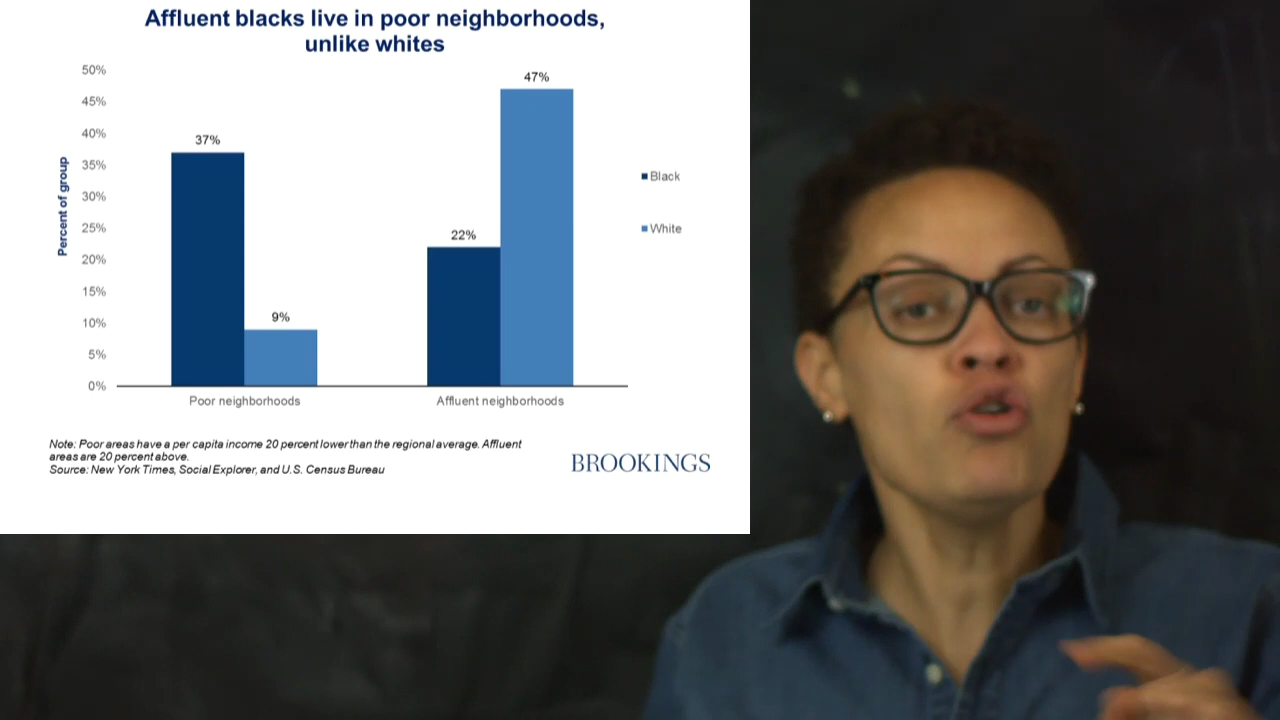 Affluent blacks live in poor neighborhoods,
unlike whites
50%
45%
40%
35%
30%
25%
20%
15%
10%
5%
0%
Percent of group
37%
9%
22%
47%
Black
White
Poor neighborhoods
Affluent neighborhoods
Note: Poor areas have a per capita income 20 percent lower than the regional average. Affluent
areas are 20 percent above.
Source: New York Times, Social Explorer, and U.S. Census Bureau
BROOKINGS